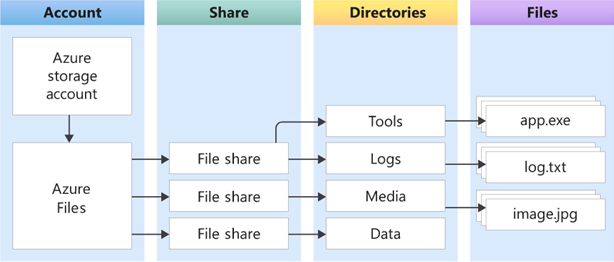 Account
Share
Directories
Files
Azure
storage
account
Azure
Files
File share
File share
File share
Tools
Logs
Media
Data
app.exe
log.txt
image.jpg